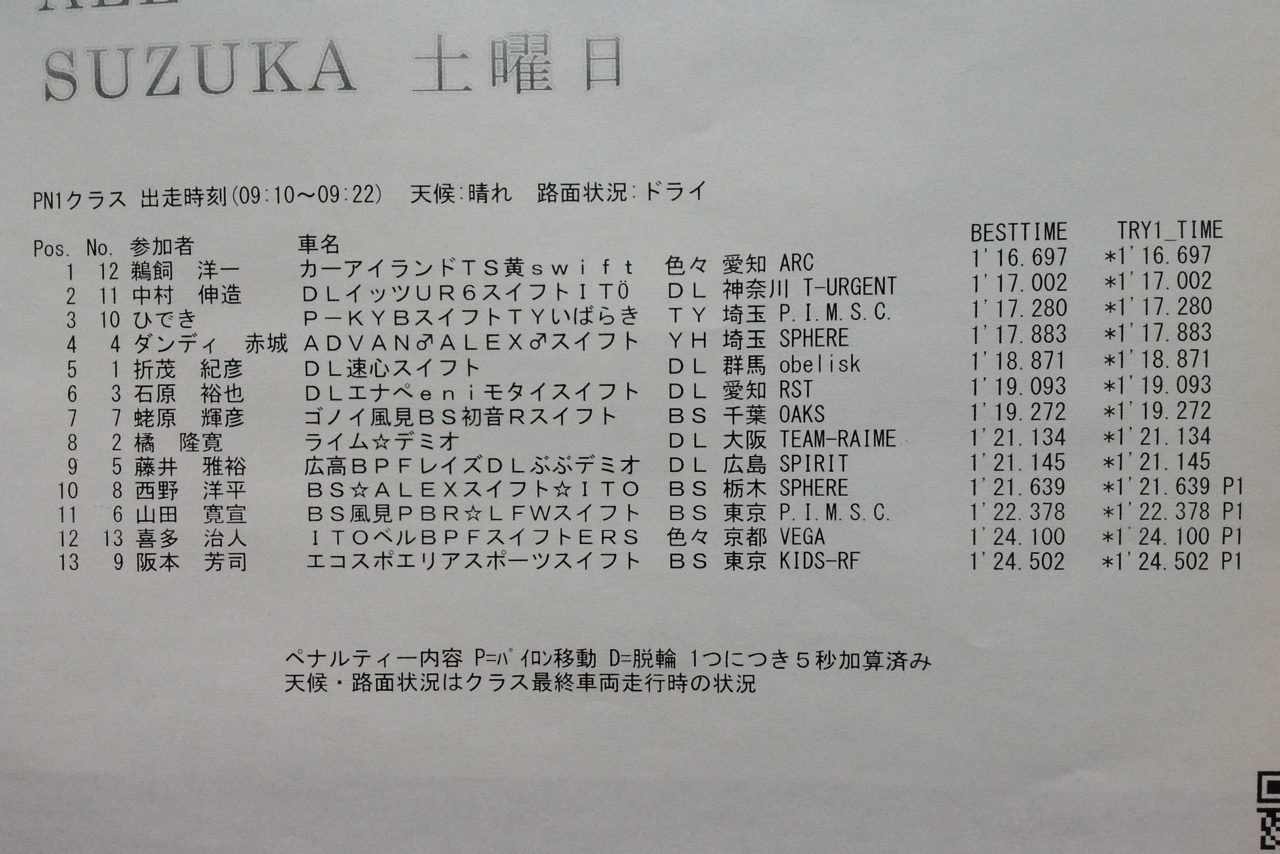 ALL
SUZUKA 土曜日
PN1クラス 出走時刻(09:10～09:22) 天候:晴れ 路面状況:ドライ
Pos. No. 参加者 車名 BESTTIME TRY1_TIME
1 12 鵜飼 洋一 カーアイランドTS黄swift 色々 愛知 ARC 1'16.697 *1'16.697
2 11 中村 伸造 DLイッツUR6スイフトITÖ DL 神奈川 T-URGENT 1'17.002 *1'17.002
3 10 ひでき P-KYBスイフトTYいばらき TY 埼玉 P.I.M.S.C. 1'17.280 *1'17.280
4 4 ダンディ 赤城 ADVAN♂ALEX♂スイフト YH 埼玉 SPHERE 1'17.883 *1'17.883
5 1 折茂 紀彦 DL速心スイフト DL 群馬 obelisk 1'18.871 *1'18.871
6 3 石原 裕也 DLエナペeniモタイスイフト DL 愛知 RST 1'19.093 *1'19.093
7 7 蛯原 輝彦 ゴノイ風見BS初音Rスイフト BS 千葉 OAKS 1'19.272 *1'19.272
8 2 橘 隆寛 ライム☆デミオ DL 大阪 TEAM-RAIME 1'21.134 *1'21.134
9 5 藤井 雅裕 広高BPFレイズDLぶぶデミオ DL 広島 SPIRIT 1'21.145 *1'21.145
10 8 西野 洋平 BS☆ALEXスイフト☆ITO BS 栃木 SPHERE 1'21.639 *1'21.639 P1
11 6 山田 寛宣 BS風見PBR☆LFWスイフト BS 東京 P.I.M.S.C. 1'22.378 *1'22.378 P1
12 13 喜多 治人 ITOベルBPFスイフトERS 色々 京都 VEGA 1'24.100 *1'24.100 P1
13 9 阪本 芳司 エコスポエリアスポーツスイフト BS 東京 KIDS-RF 1'24.502 *1'24.502 P1
ペナルティー内容 P=ﾊﾟｲﾛﾝ移動 D=脱輪 1つにつき５秒加算済み
天候・路面状況はクラス最終車両走行時の状況